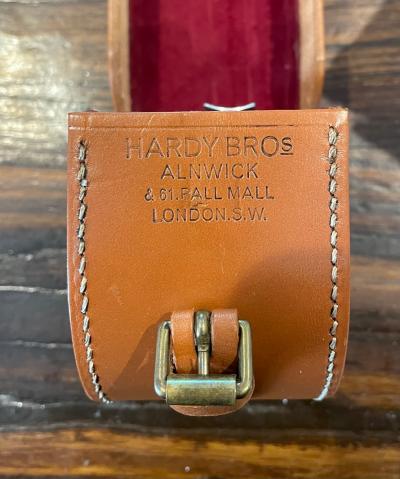 HARDY BROS
ALNWICK
& 61. PALL MALL
LONDON. S.W.